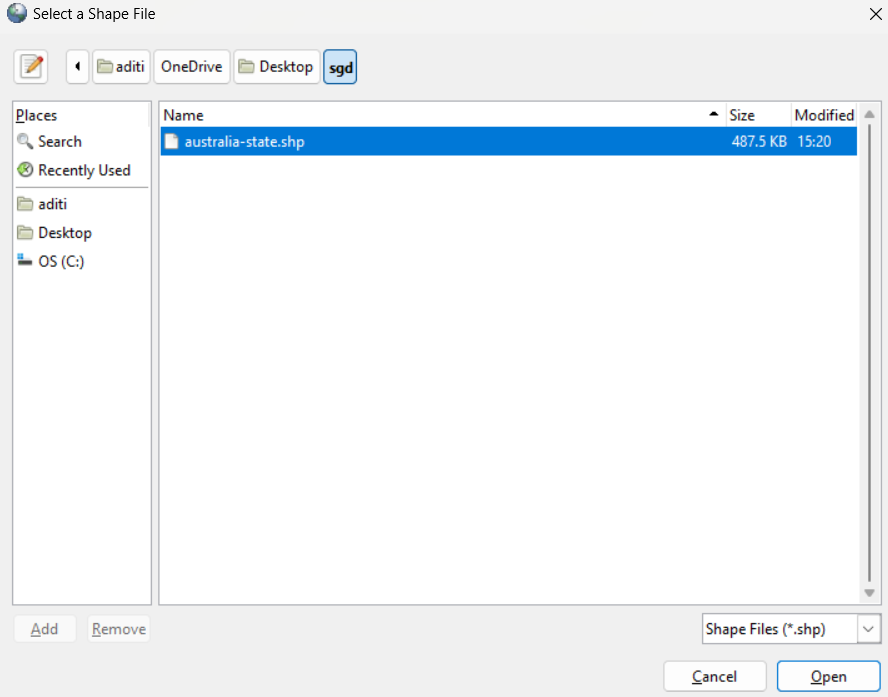 Select a Shape File
aditi OneDrive Desktop sgd
Places
Search
Recently Used
aditi
Desktop
OS (C:)
Name Size Modified
australia-state.shp 487.5 KB 15:20
Add Remove
Shape Files (*.shp)
Cancel Open